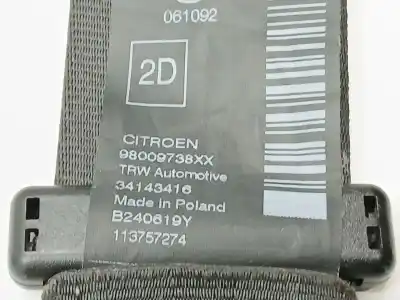 061092
2D
CITROEN
98009738XX
TRW Automotive
34143416
Made in Poland
B240619Y
113757274